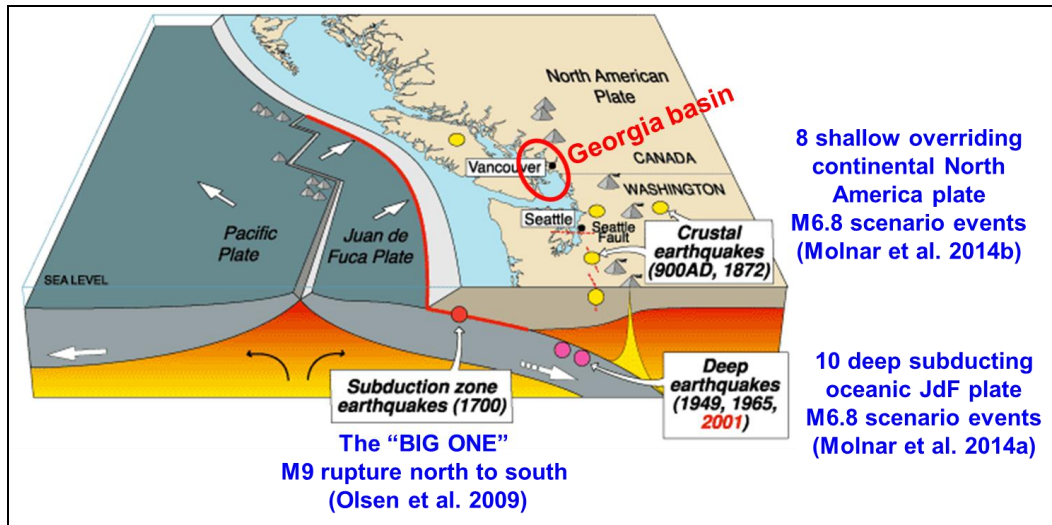 North American
Plate
Georgia basin
Vancouver
CANADA
WASHINGTON
Seattle
Seattle
Fault
Pacific
Plate
Juan de
Fuca Plate
SEA LEVEL
Crustal
earthquakes
(900AD, 1872)
8 shallow overriding
continental North
America plate
M6.8 scenario events
(Molnar et al. 2014b)
Subduction zone
earthquakes (1700)
Deep
earthquakes
(1949, 1965,
2001)
10 deep subducting
oceanic JdF plate
M6.8 scenario events
(Molnar et al. 2014a)
The “BIG ONE”
M9 rupture north to south
(Olsen et al. 2009)